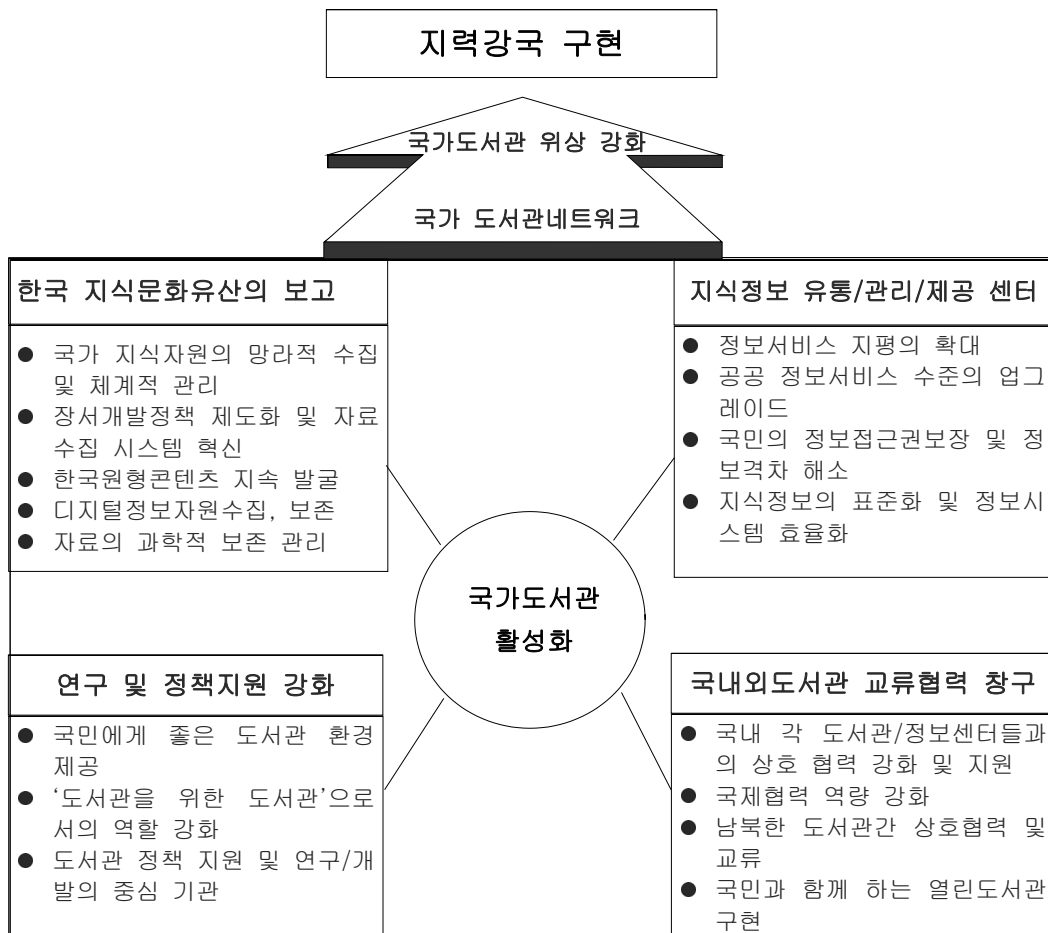 지력강국 구현
국가도서관 위상 강화
국가 도서관네트워크
한국 지식문화유산의 보고
● 국가 지식자원의 망라적 수집
및 체계적 관리
● 장서개발정책 제도화 및 자료
수집 시스템 혁신
● 한국원형콘텐츠 지속 발굴
● 디지털정보자원수집, 보존
● 자료의 과학적 보존 관리
지식정보 유통/관리/제공 센터
● 정보서비스 지평의 확대
● 공공 정보서비스 수준의 업그
레이드
● 국민의 정보접근권보장 및 정
보격차 해소
● 지식정보의 표준화 및 정보시
스템 효율화
국가도서관
활성화
연구 및 정책지원 강화
● 국민에게 좋은 도서관 환경
제공
● ‘도서관을 위한 도서관’으로
서의 역할 강화
● 도서관 정책 지원 및 연구/개
발의 중심 기관
국내외도서관 교류협력 창구
● 국내 각 도서관/정보센터들과
의 상호 협력 강화 및 지원
● 국제협력 역량 강화
● 남북한 도서관간 상호협력 및
교류
● 국민과 함께 하는 열린도서관
구현